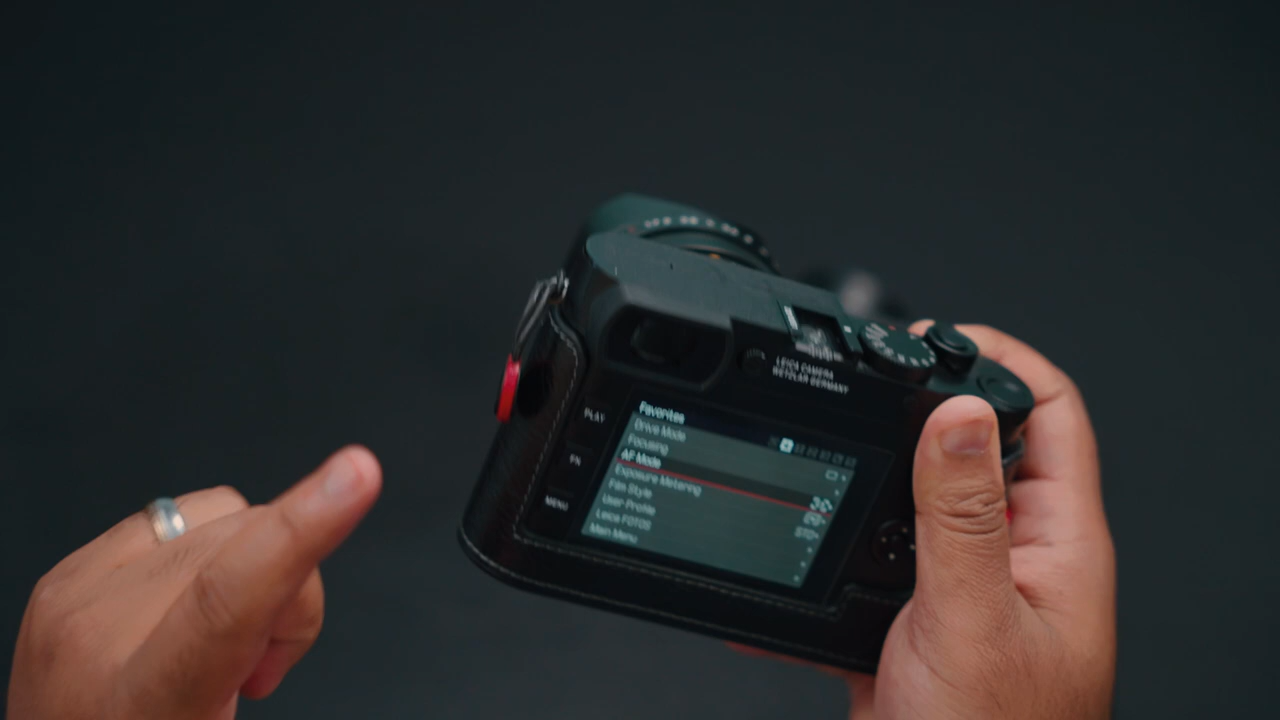 LEICA CAMERA
WETZLAR GERMANY
PLAY
FN
MENU
Favorites
Drive Mode
Focusing
AF Mode
Exposure Metering
Film Style
STD
User Profile
Leica FOTOS
Main Menu